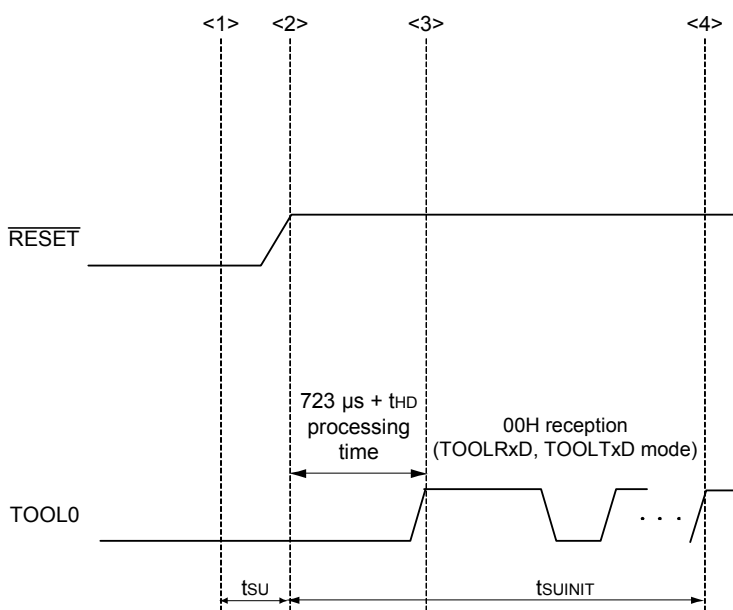 <1> <2> <3> <4>
RESET
723 µs + tHD
processing
time
00H reception
(TOOLRxD, TOOLTxD mode)
TOOL0
. . .
tSU
tSUINIT